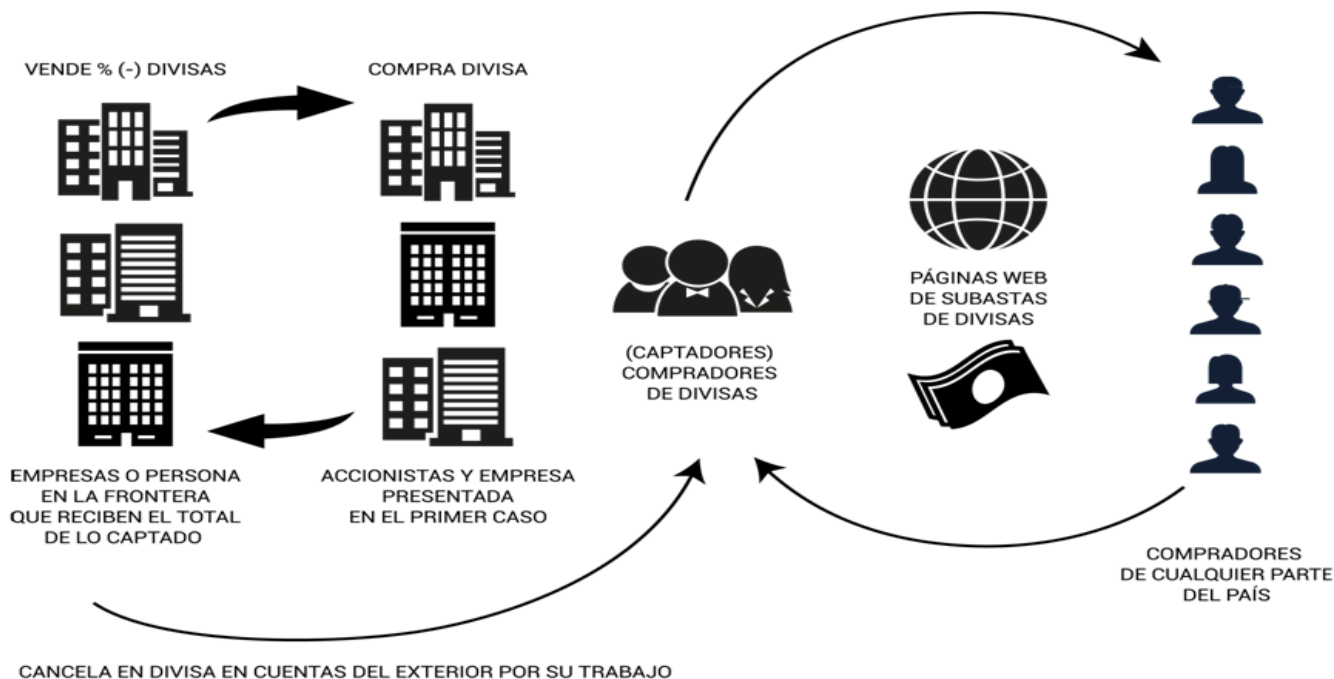 VENDE % (-) DIVISAS
COMPRA DIVISA
EMPRESAS O PERSONA
EN LA FRONTERA
QUE RECIBEN EL TOTAL
DE LO CAPTADO
ACCIONISTAS Y EMPRESA
PRESENTADA
EN EL PRIMER CASO
(CAPTADORES)
COMPRADORES
DE DIVISAS
PÁGINAS WEB
DE SUBASTAS
DE DIVISAS
COMPRADORES
DE CUALQUIER PARTE
DEL PAÍS
CANCELA EN DIVISA EN CUENTAS DEL EXTERIOR POR SU TRABAJO